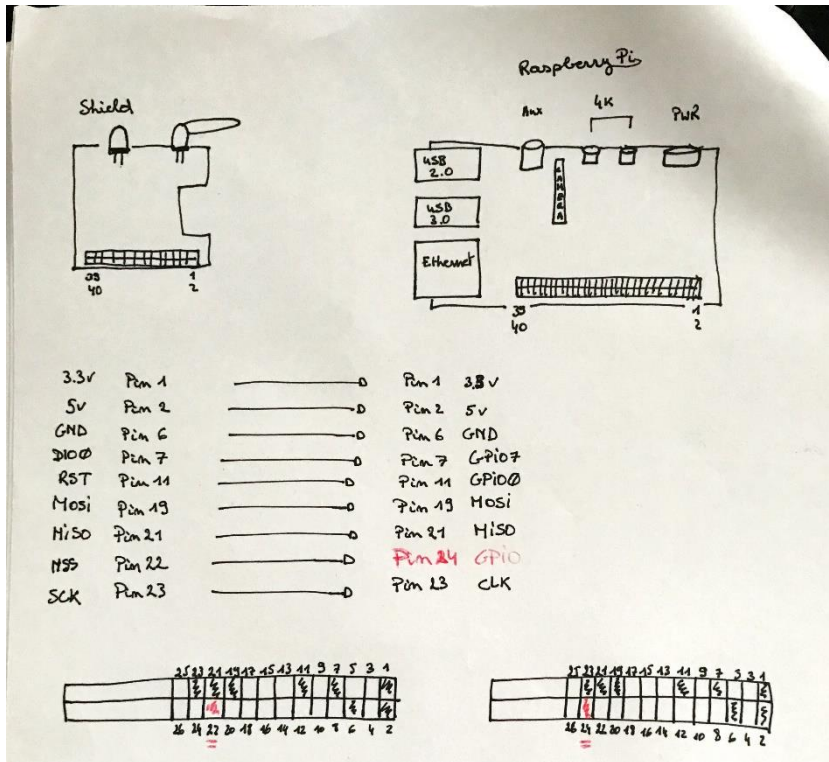 Raspberry Pi
Shield
Aux 4K PWR
USB 2.0
CAMERA
USB 3.0
Ethernet
39 1
40 2
39 1
40 2
3.3v Pin 1 Pin 1 3.3v
5v Pin 2 Pin 2 5v
GND Pin 6 Pin 6 GND
DIO0 Pin 7 Pin 7 GPiO7
RST Pin 11 Pin 11 GPiO0
Mosi Pin 19 Pin 19 Mosi
MiSO Pin 21 Pin 21 MiSO
NSS Pin 22 Pin 24 GPiO
SCK Pin 23 Pin 23 CLK
25 23 21 19 17 15 13 11 9 7 5 3 1
26 24 22 20 18 16 14 12 10 8 6 4 2
25 23 21 19 17 15 13 11 9 7 5 3 1
26 24 22 20 18 16 14 12 10 8 6 4 2